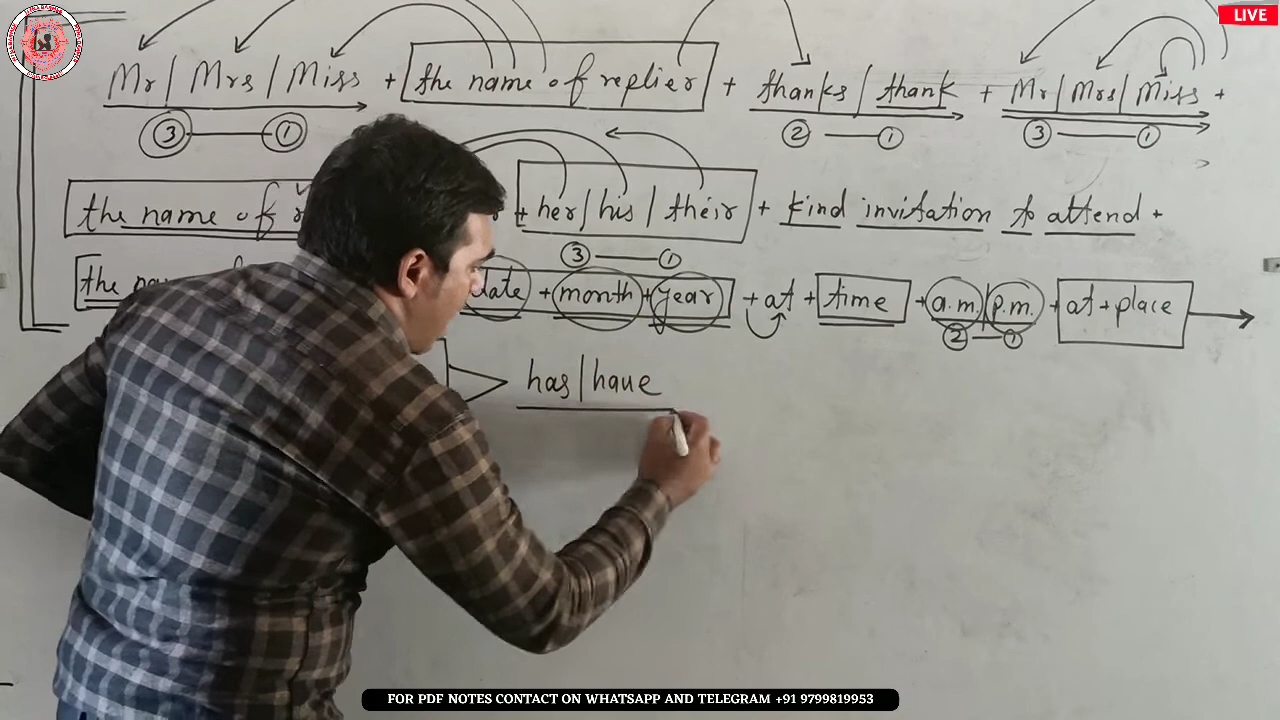 LIVE
Mr / Mrs / Miss + the name of replier + thanks / thank + Mr / Mrs / Miss +
③ — ① ② — ① ③ — ①
the name of + her / his / their + kind invitation to attend +
③ — ①
the date + month + year + at + time + a.m. / p.m. + at + place
② — ①
has / have
FOR PDF NOTES CONTACT ON WHATSAPP AND TELEGRAM +91 9799819953